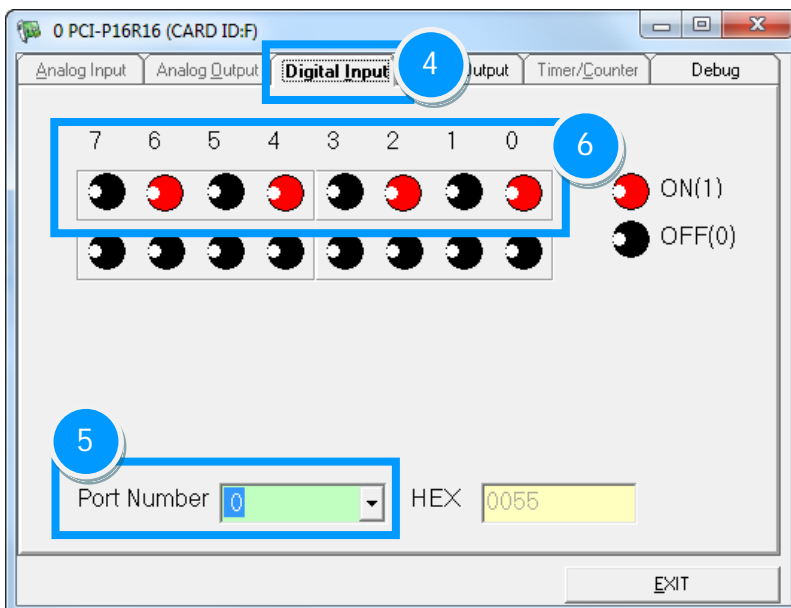 0 PCI-P16R16 (CARD ID:F)
Analog Input Analog Output Digital Input 4 utput Timer/Counter Debug
7 6 5 4 3 2 1 0 6
ON(1)
OFF(0)
5
Port Number 0 HEX 0055
EXIT